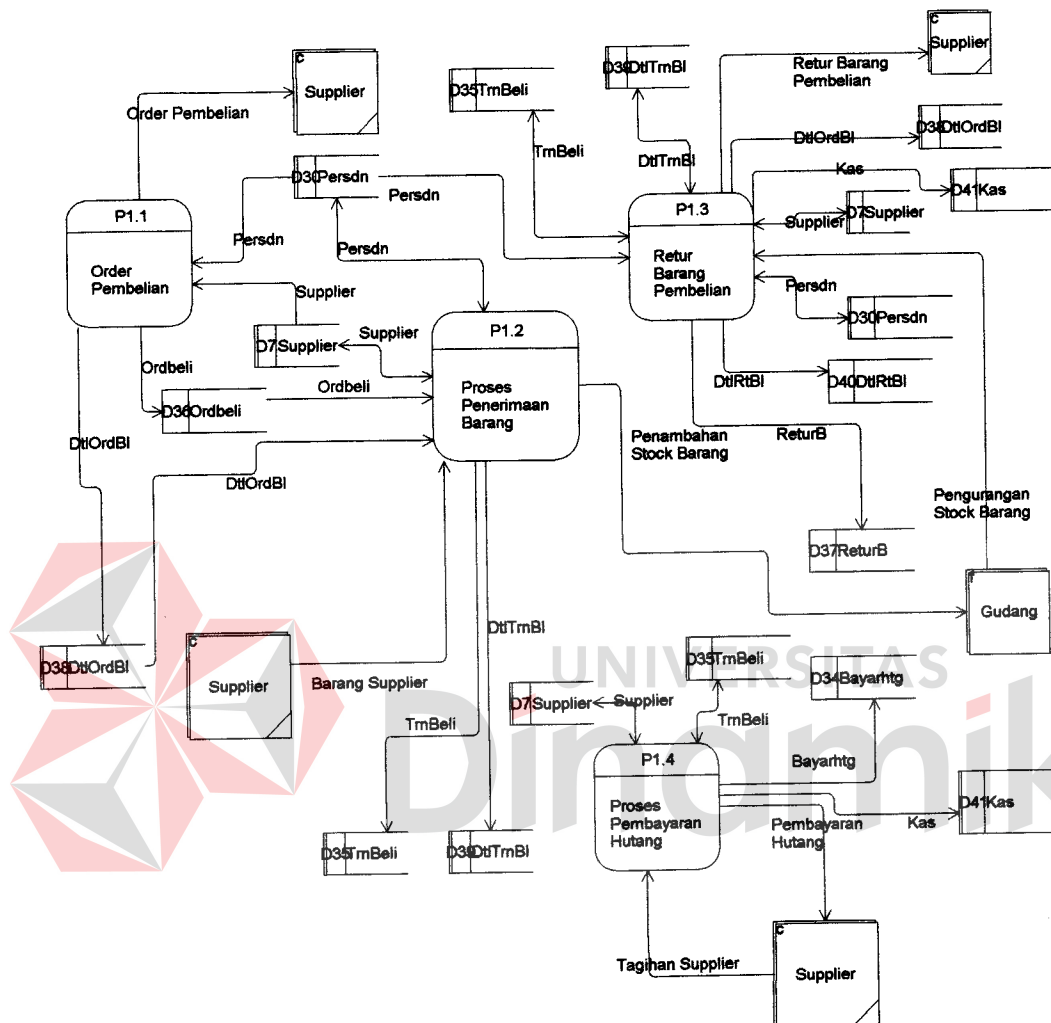 C
Supplier
Order Pembelian
D35 TrnBeli
D39 DtlTrnBl
Retur Barang
Pembelian
C
Supplier
DtlOrdBl
D38 DtlOrdBl
TrnBeli
DtlTrnBl
Kas
D41 Kas
D30 Persdn
Persdn
P1.1
Order
Pembelian
Persdn
Persdn
P1.3
Retur
Barang
Pembelian
Supplier
D7 Supplier
Persdn
D30 Persdn
Supplier
D7 Supplier
Supplier
P1.2
Proses
Penerimaan
Barang
Ordbeli
D36 Ordbeli
Ordbeli
DtlRtBl
D40 DtlRtBl
ReturB
Penambahan
Stock Barang
DtlOrdBl
DtlOrdBl
Pengurangan
Stock Barang
D37 ReturB
Gudang
D38 DtlOrdBl
C
Supplier
Barang Supplier
DtlTrnBl
TrnBeli
D35 TrnBeli
D39 DtlTrnBl
D7 Supplier
Supplier
D35 TrnBeli
TrnBeli
D34 Bayarhtg
UNIVERSITAS
Dinamik
P1.4
Proses
Pembayaran
Hutang
Bayarhtg
Pembayaran
Hutang
Kas
D41 Kas
Tagihan Supplier
C
Supplier